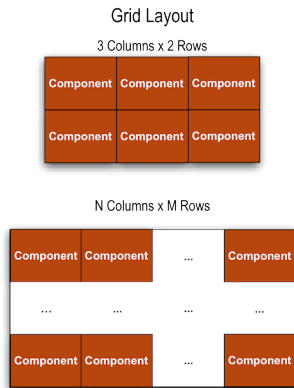 Grid Layout
3 Columns x 2 Rows
Component Component Component
Component Component Component
N Columns x M Rows
Component Component ... Component
... ... ... ...
Component Component ... Component